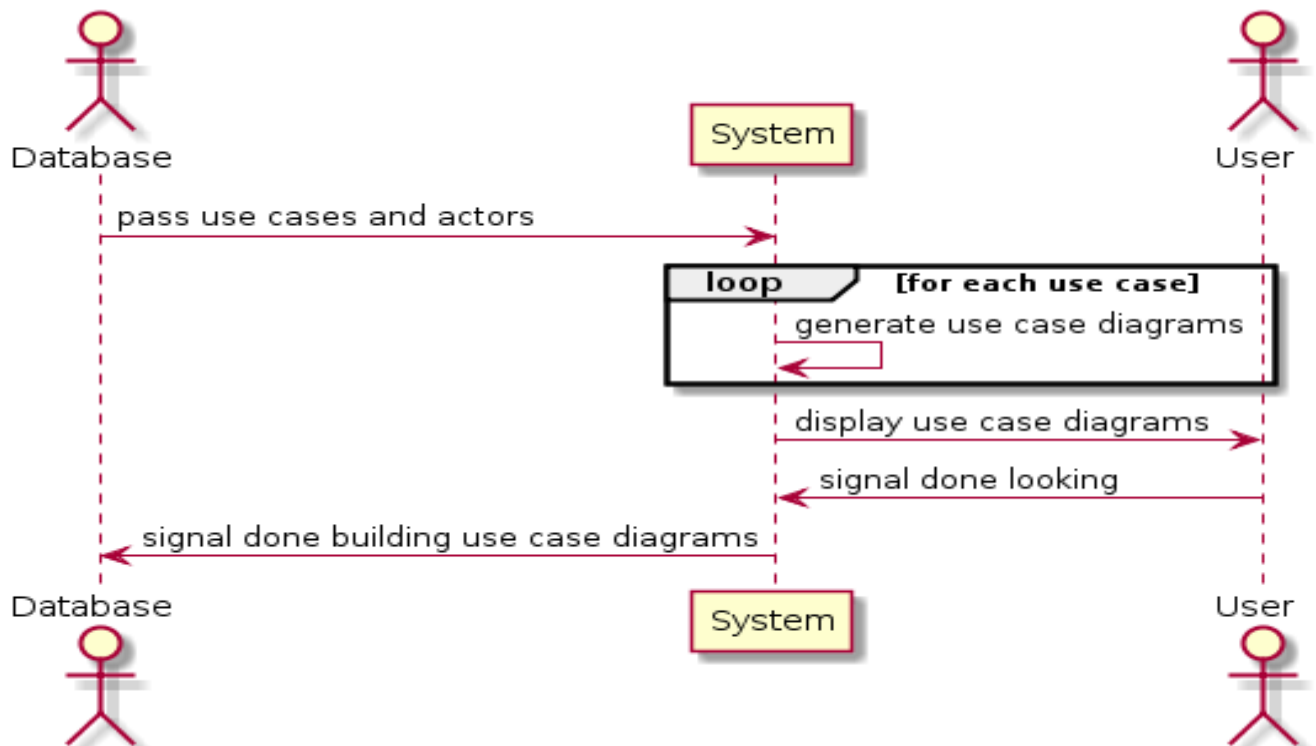 System
Database
User
pass use cases and actors
loop [for each use case]
generate use case diagrams
display use case diagrams
signal done looking
signal done building use case diagrams
Database
User
System